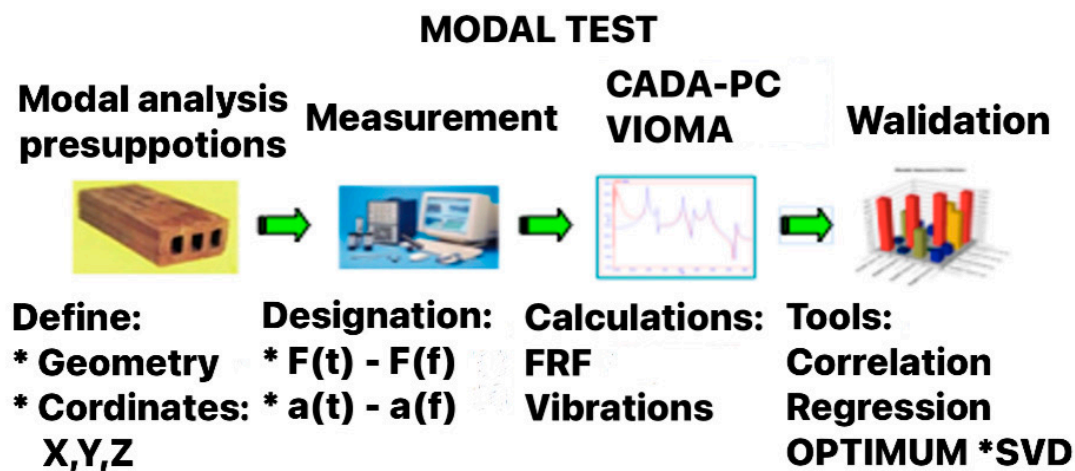 MODAL TEST
Modal analysis
presuppotions
Measurement
CADA-PC
VIOMA
Walidation
Define:
* Geometry
* Cordinates:
X,Y,Z
Designation:
* F(t) - F(f)
* a(t) - a(f)
Calculations:
FRF
Vibrations
Tools:
Correlation
Regression
OPTIMUM *SVD